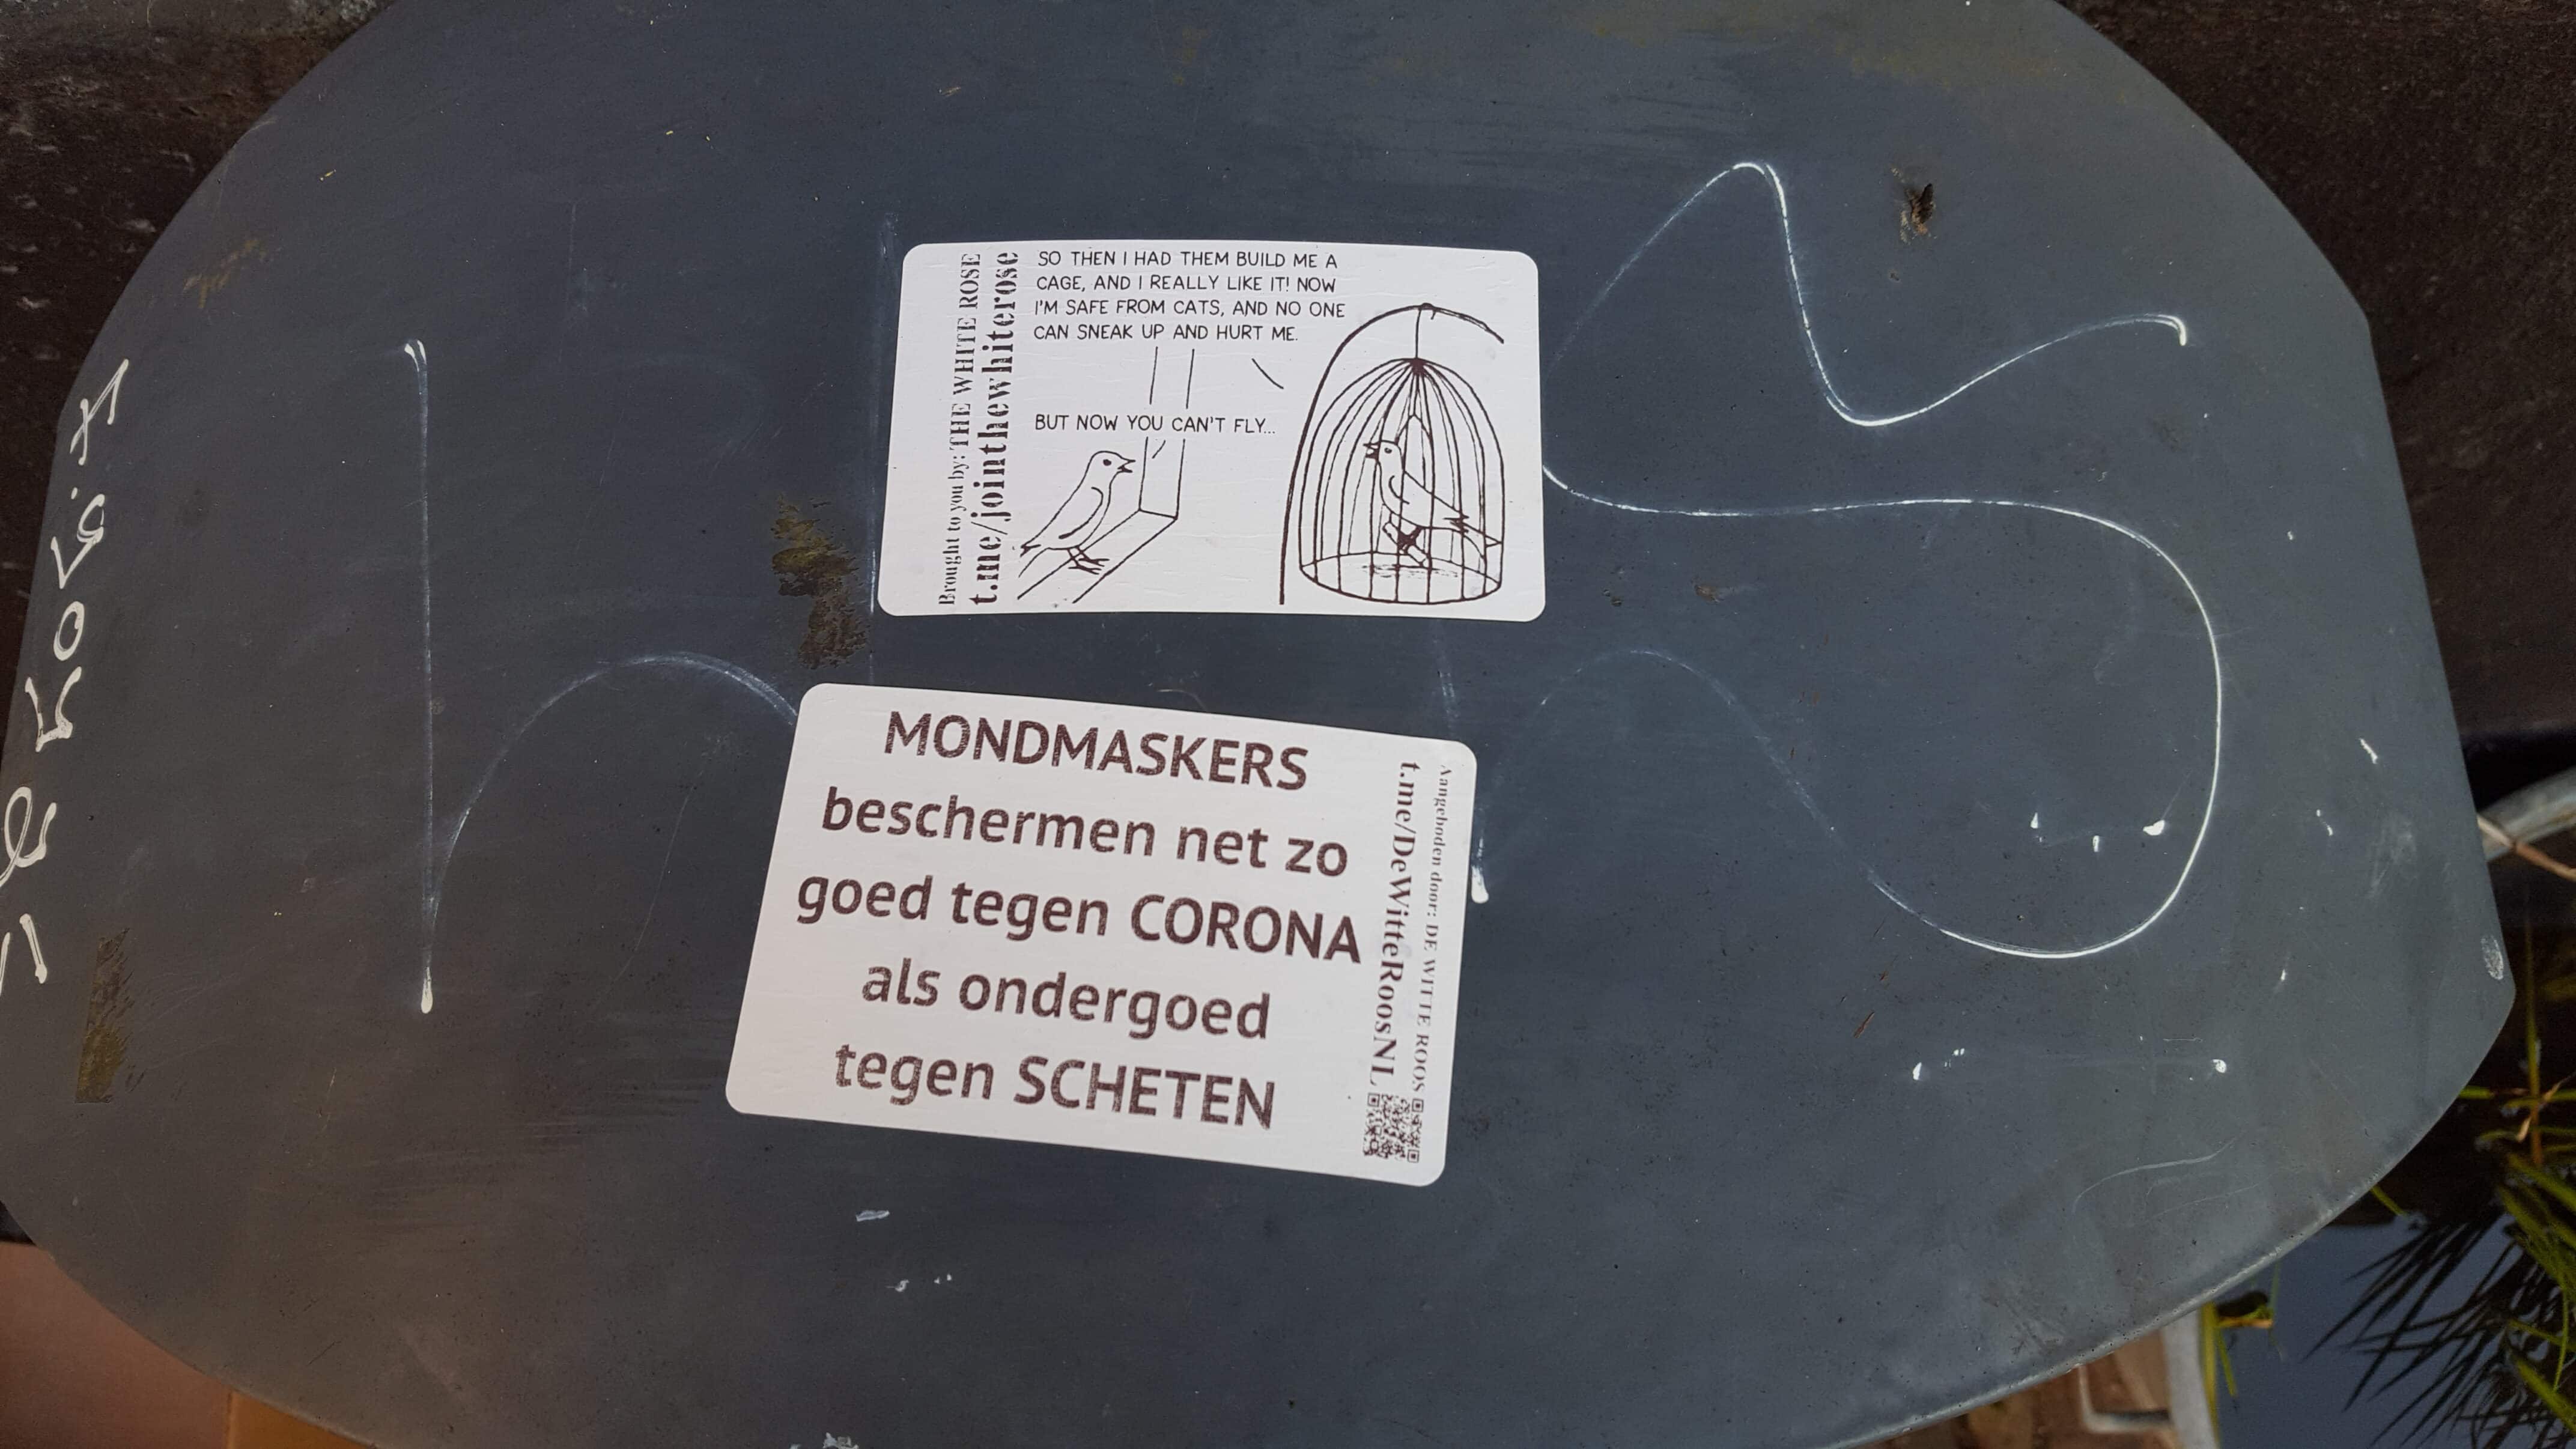 SO THEN I HAD THEM BUILD ME A
CAGE, AND I REALLY LIKE IT! NOW
I'M SAFE FROM CATS, AND NO ONE
CAN SNEAK UP AND HURT ME.
BUT NOW YOU CAN'T FLY...
Brought to you by: THE WHITE ROSE
t.me/jointhewhiterose
MONDMASKERS
beschermen net zo
goed tegen CORONA
als ondergoed
tegen SCHETEN
Aangeboden door: DE WITTE ROOS
t.me/DeWitteRoosNL